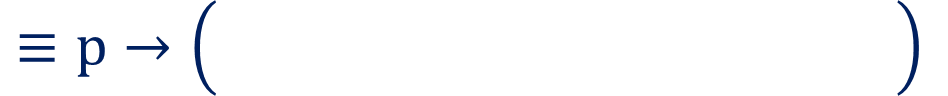 ≡ p → ( )